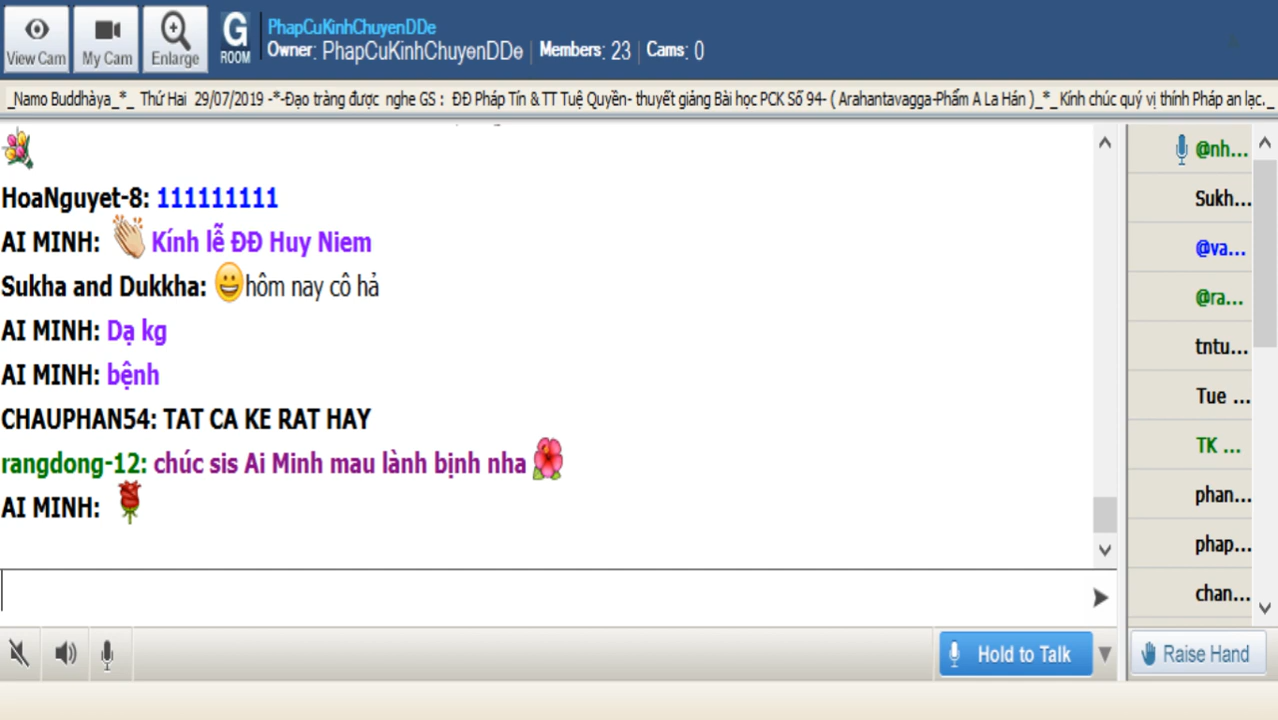 View Cam
My Cam
Enlarge
G
ROOM
PhapCuKinhChuyenDDe
Owner: PhapCuKinhChuyenDDe | Members: 23 | Cams: 0
_Namo Buddhàya_*_ Thứ Hai 29/07/2019 -*-Đạo tràng được nghe GS : ĐĐ Pháp Tín & TT Tuệ Quyền- thuyết giảng Bài học PCK Số 94- ( Arahantavagga-Phẩm A La Hán )_*_Kính chúc quý vị thính Pháp an lạc._
HoaNguyet-8: 111111111
AI MINH: Kính lễ ĐĐ Huy Niem
Sukha and Dukkha: hôm nay cô hả
AI MINH: Dạ kg
AI MINH: bệnh
CHAUPHAN54: TAT CA KE RAT HAY
rangdong-12: chúc sis Ai Minh mau lành bịnh nha
AI MINH:
@nh...
Sukh...
@va...
@ra...
tntu...
Tue ...
TK ...
phan...
phap...
chan...
Hold to Talk
Raise Hand